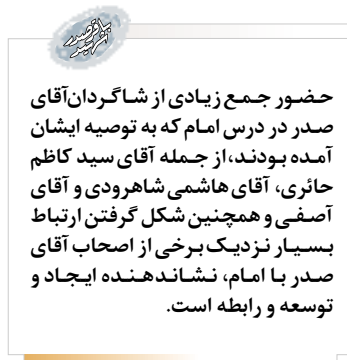 حضور جمع زیادی از شاگردان‌آقای
صدر در درس امام که به توصیه ایشان
آمده بودند،از جمله آقای سید کاظم
حائری، آقای هاشمی شاهرودی و آقای
آصفی و همچنین شکل گرفتن ارتباط
بسیار نزدیک برخی از اصحاب آقای
صدر با امام، نشاندهنده ایجاد و
توسعه و رابطه است.